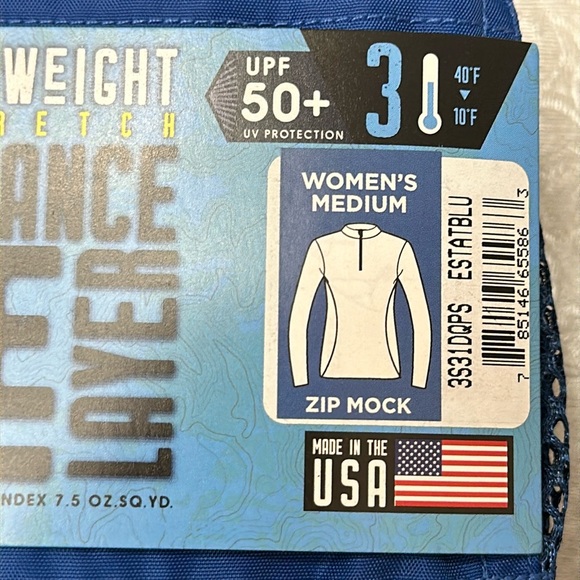 WEIGHT
RETCH
ANCE
LAYER
NDEX 7.5 OZ.SQ.YD.
UPF
50+
UV PROTECTION
3
40°F
10°F
WOMEN'S
MEDIUM
ZIP MOCK
3S31DQPS ESTATBLU
7 85146 65586 3
MADE IN THE
USA